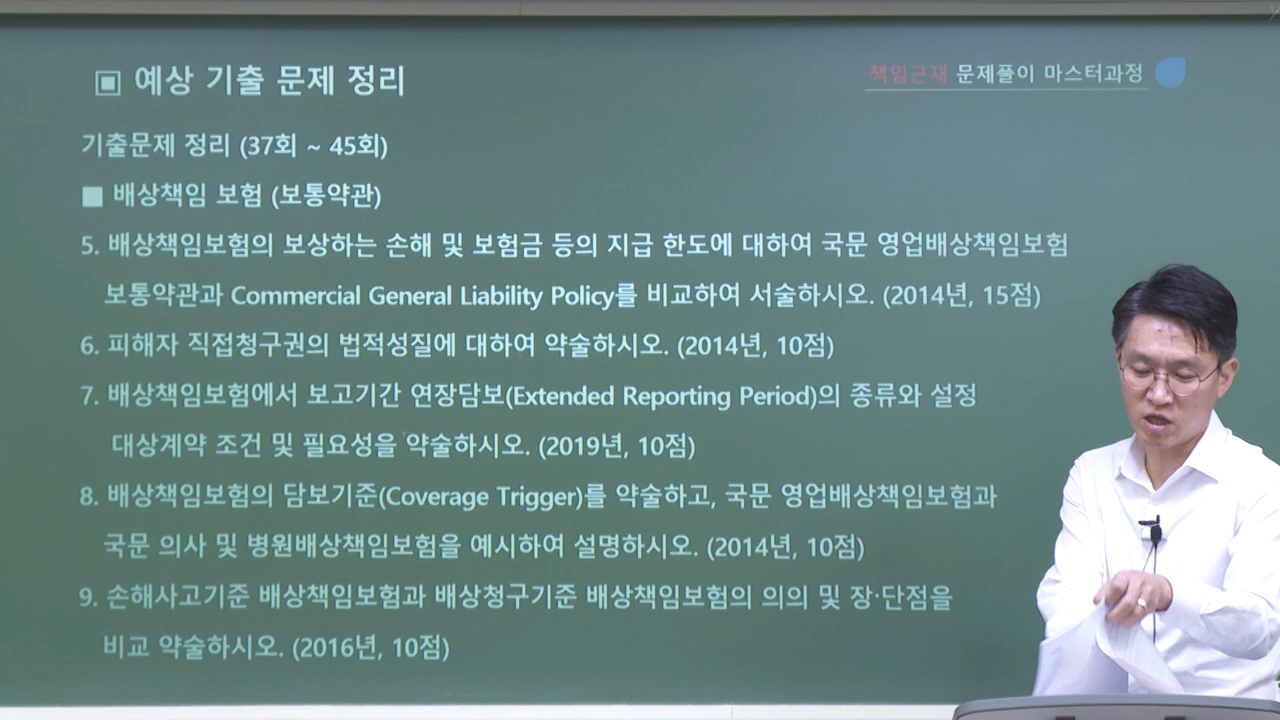 ▣ 예상 기출 문제 정리
책임근재 문제풀이 마스터과정
기출문제 정리 (37회 ~ 45회)
■ 배상책임 보험 (보통약관)
5. 배상책임보험의 보상하는 손해 및 보험금 등의 지급 한도에 대하여 국문 영업배상책임보험
보통약관과 Commercial General Liability Policy를 비교하여 서술하시오. (2014년, 15점)
6. 피해자 직접청구권의 법적성질에 대하여 약술하시오. (2014년, 10점)
7. 배상책임보험에서 보고기간 연장담보(Extended Reporting Period)의 종류와 설정
대상계약 조건 및 필요성을 약술하시오. (2019년, 10점)
8. 배상책임보험의 담보기준(Coverage Trigger)를 약술하고, 국문 영업배상책임보험과
국문 의사 및 병원배상책임보험을 예시하여 설명하시오. (2014년, 10점)
9. 손해사고기준 배상책임보험과 배상청구기준 배상책임보험의 의의 및 장·단점을
비교 약술하시오. (2016년, 10점)